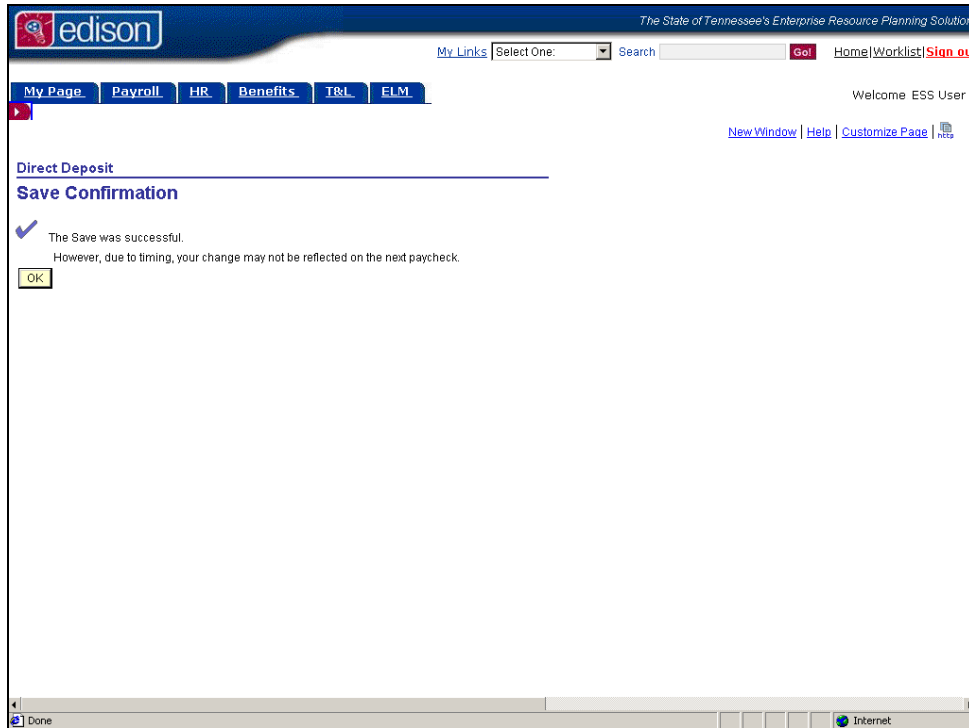 edison
The State of Tennessee's Enterprise Resource Planning Solution
My Links Select One: Search Go! Home|Worklist|Sign ou
My Page Payroll HR Benefits T&L ELM
Welcome ESS User
New Window | Help | Customize Page | http
Direct Deposit
Save Confirmation
The Save was successful.
However, due to timing, your change may not be reflected on the next paycheck.
OK
Done Internet